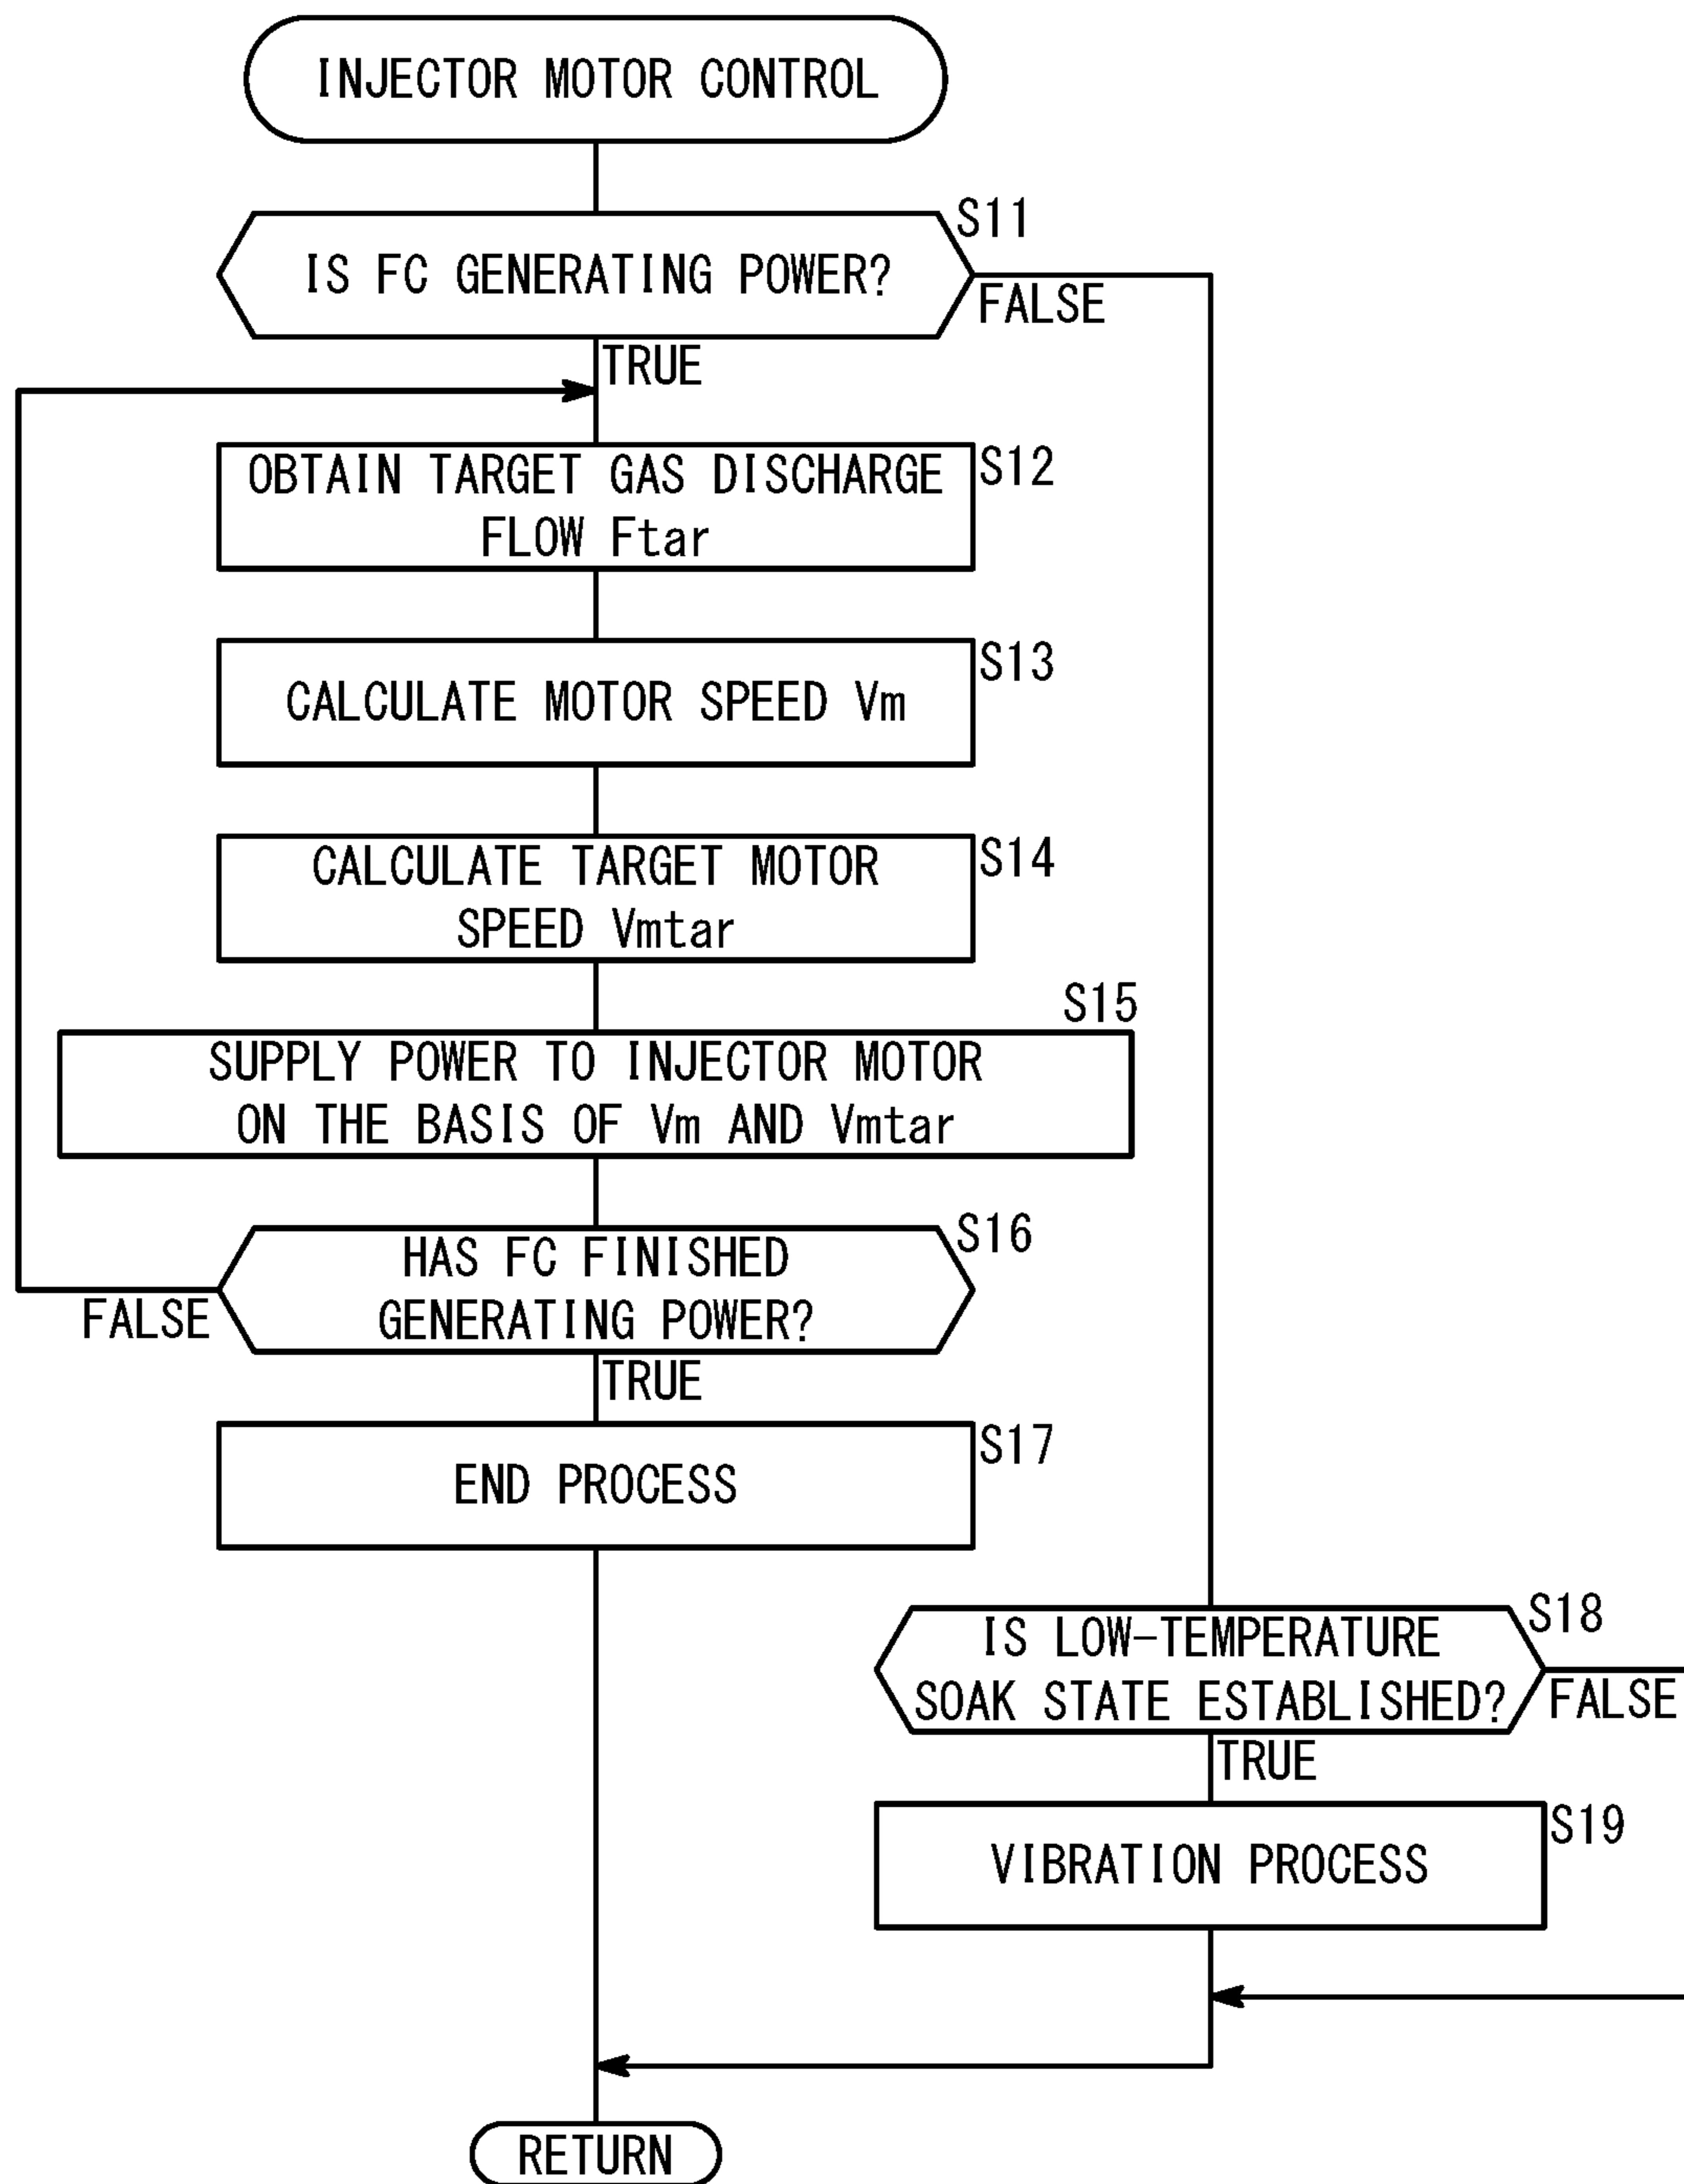 INJECTOR MOTOR CONTROL
S11
IS FC GENERATING POWER?
FALSE
TRUE
OBTAIN TARGET GAS DISCHARGE
FLOW Ftar
S12
CALCULATE MOTOR SPEED Vm
S13
CALCULATE TARGET MOTOR
SPEED Vmtar
S14
S15
SUPPLY POWER TO INJECTOR MOTOR
ON THE BASIS OF Vm AND Vmtar
S16
HAS FC FINISHED
GENERATING POWER?
FALSE
TRUE
END PROCESS
S17
S18
IS LOW-TEMPERATURE
SOAK STATE ESTABLISHED?
FALSE
TRUE
VIBRATION PROCESS
S19
RETURN